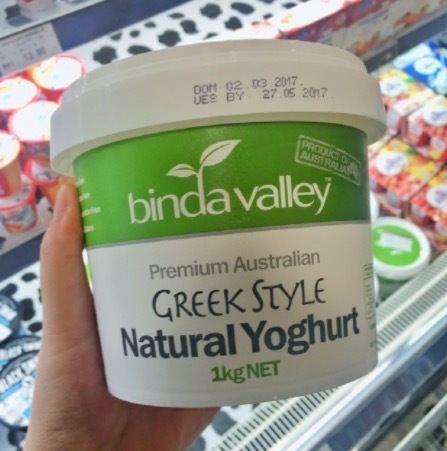 DOM 02.03.2017.
UES BY 27.05.2017.
PRODUCT OF
AUSTRALIA
binda valley™
Premium Australian
GREEK STYLE
Natural Yoghurt
1kg NET